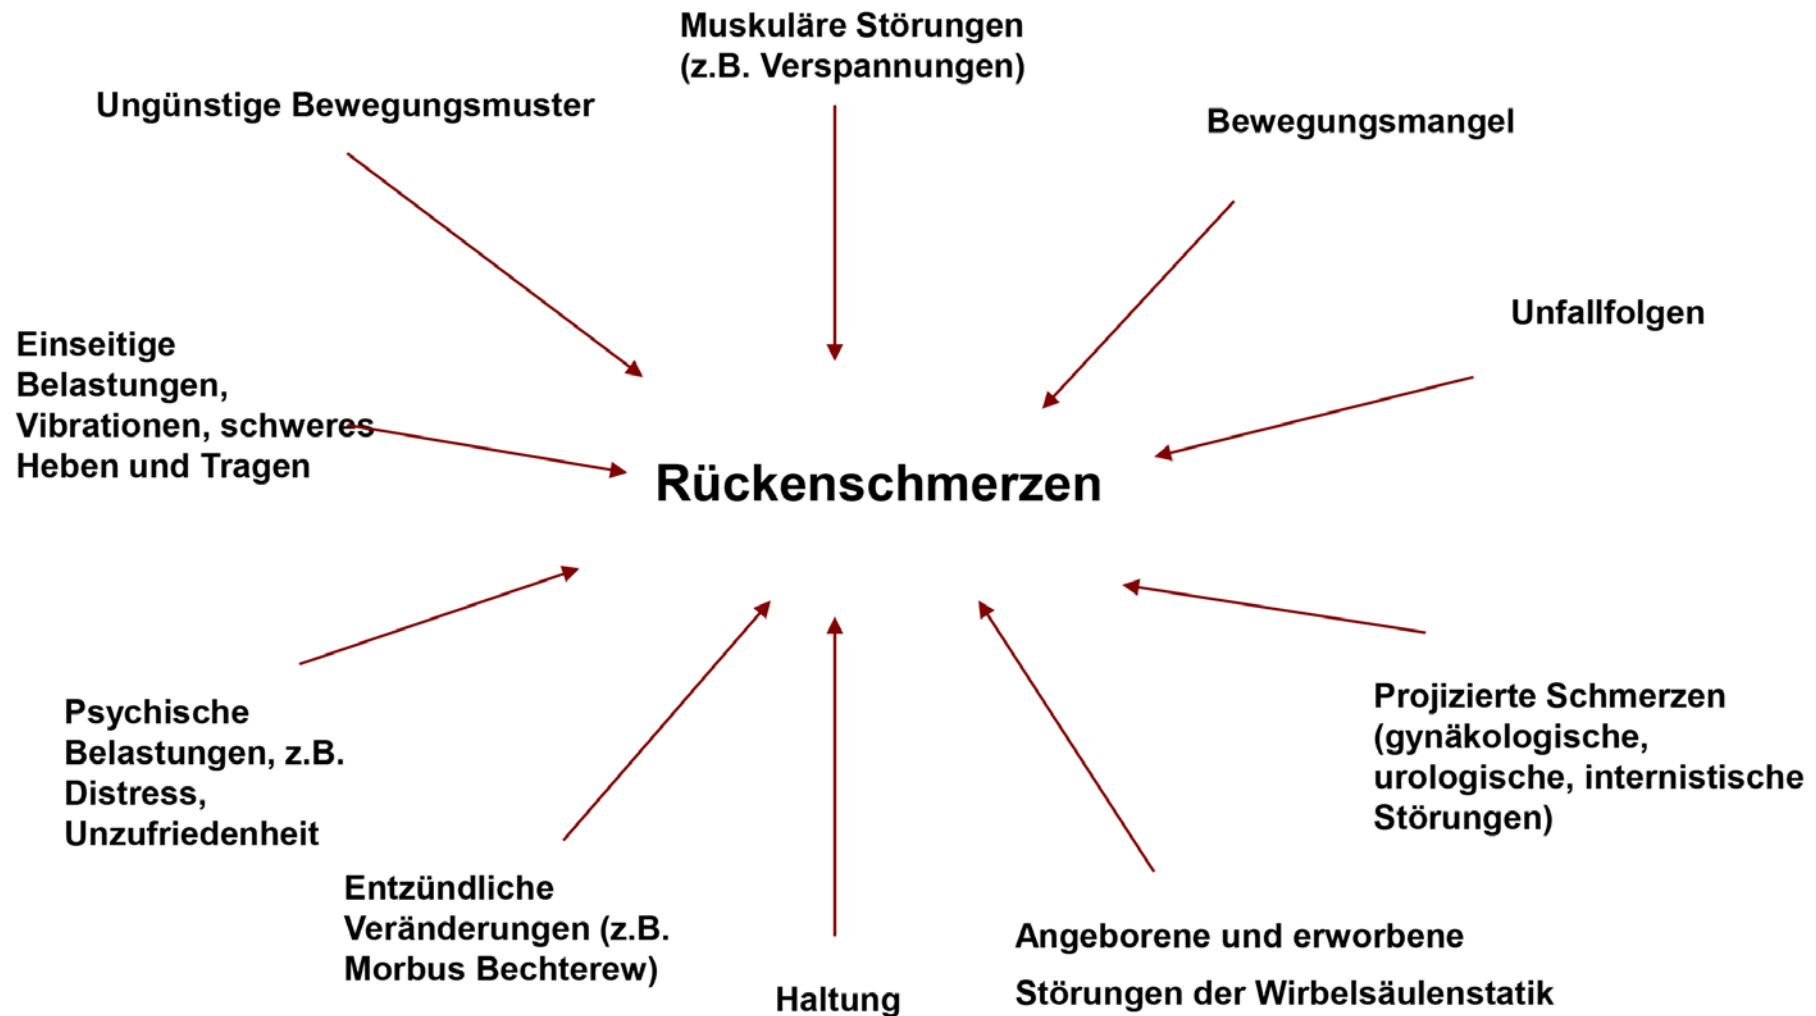 Muskuläre Störungen
(z.B. Verspannungen)
Ungünstige Bewegungsmuster
Bewegungsmangel
Unfallfolgen
Einseitige
Belastungen,
Vibrationen, schweres
Heben und Tragen
Rückenschmerzen
Psychische
Belastungen, z.B.
Distress,
Unzufriedenheit
Projizierte Schmerzen
(gynäkologische,
urologische, internistische
Störungen)
Entzündliche
Veränderungen (z.B.
Morbus Bechterew)
Haltung
Angeborene und erworbene
Störungen der Wirbelsäulenstatik